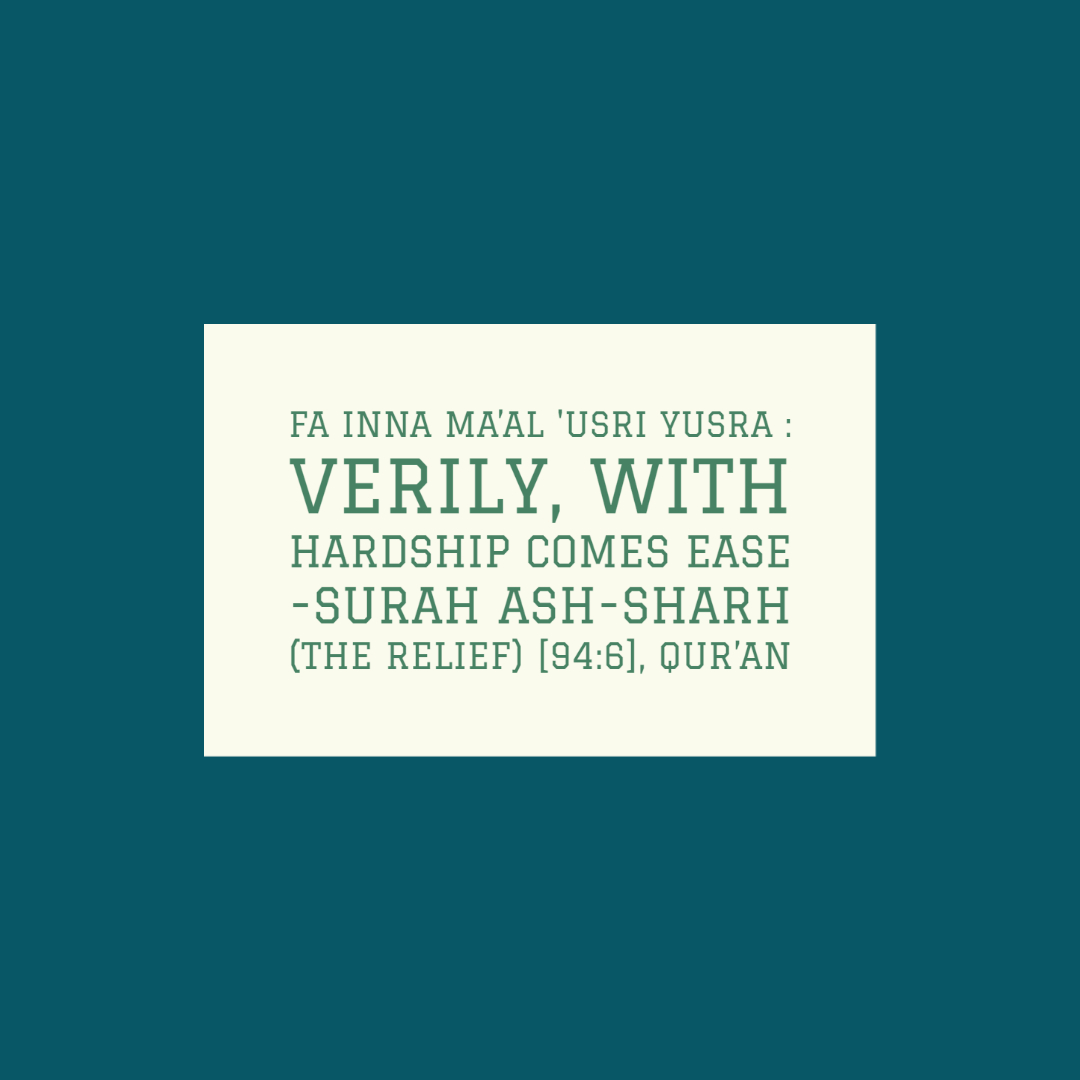 FA INNA MA'AL 'USRI YUSRA :
VERILY, WITH
HARDSHIP COMES EASE
-SURAH ASH-SHARH
(THE RELIEF) [94:6], QUR'AN